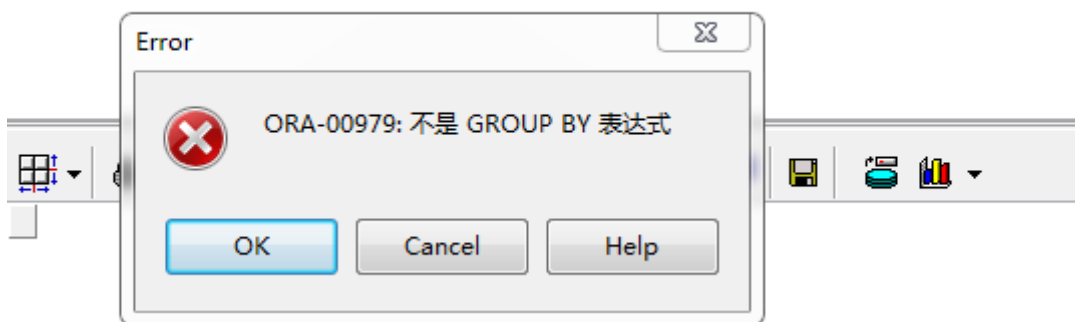 Error
ORA-00979: 不是 GROUP BY 表达式
OK Cancel Help